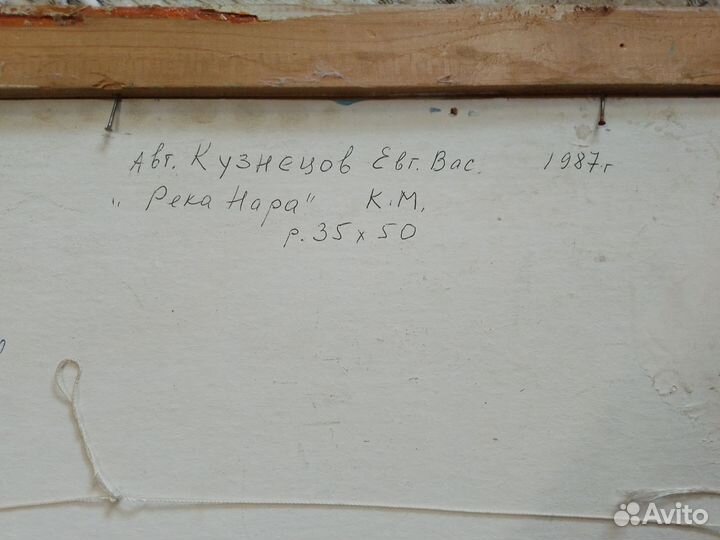 Авт. Кузнецов Евг. Вас. 1987г
"Река Нара" К.М.
р. 35 х 50
Avito